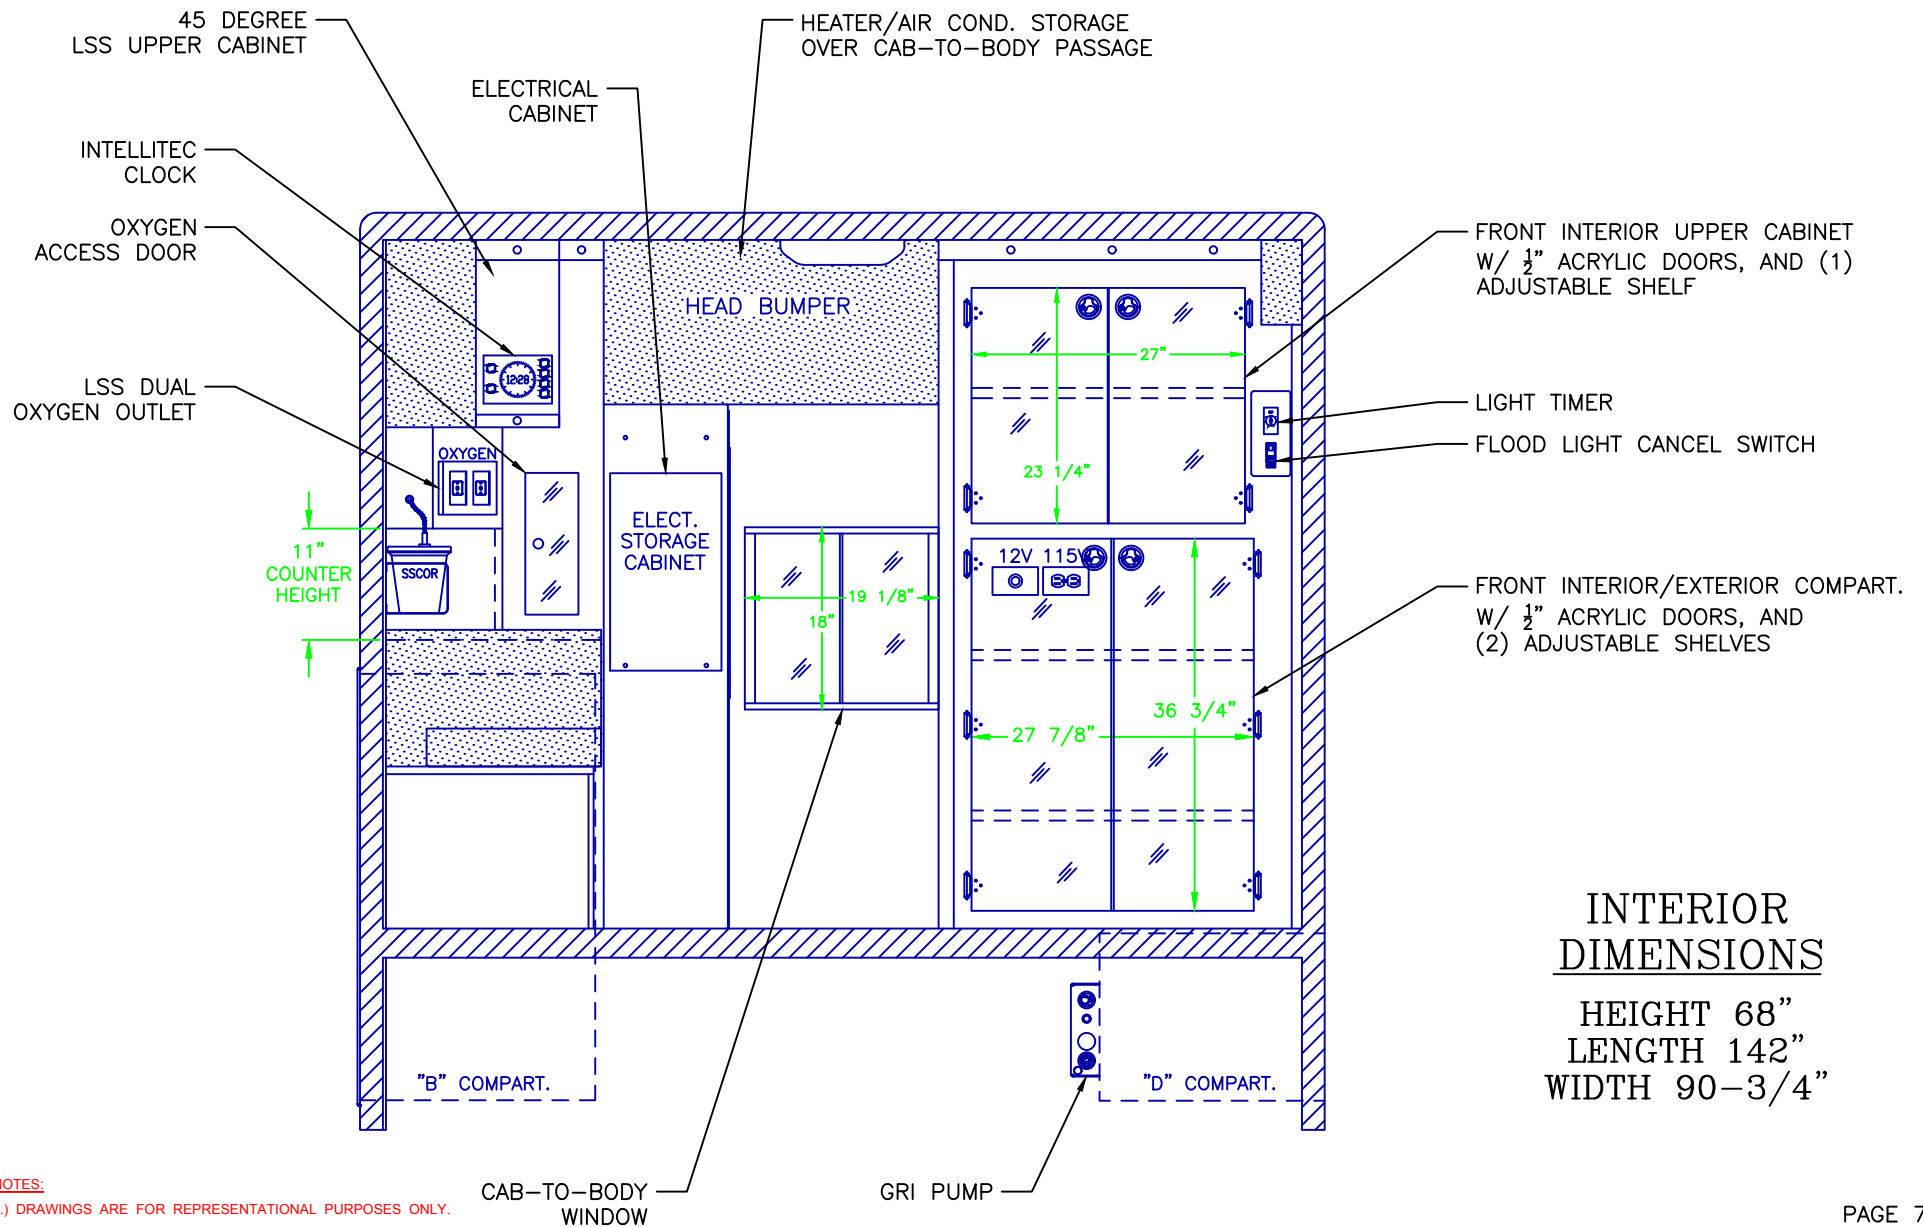 45 DEGREE
LSS UPPER CABINET
HEATER/AIR COND. STORAGE
OVER CAB-TO-BODY PASSAGE
ELECTRICAL
CABINET
INTELLITEC
CLOCK
OXYGEN
ACCESS DOOR
LSS DUAL
OXYGEN OUTLET
FRONT INTERIOR UPPER CABINET
W/ ½" ACRYLIC DOORS, AND (1)
ADJUSTABLE SHELF
LIGHT TIMER
FLOOD LIGHT CANCEL SWITCH
FRONT INTERIOR/EXTERIOR COMPART.
W/ ½" ACRYLIC DOORS, AND
(2) ADJUSTABLE SHELVES
HEAD BUMPER
12:28
OXYGEN
SSCOR
11"
COUNTER
HEIGHT
ELECT.
STORAGE
CABINET
19 1/8"
18"
27"
23 1/4"
12V 115V
36 3/4"
27 7/8"
"B" COMPART.
"D" COMPART.
CAB-TO-BODY
WINDOW
GRI PUMP
INTERIOR
DIMENSIONS
HEIGHT 68"
LENGTH 142"
WIDTH 90-3/4"
NOTES:
.) DRAWINGS ARE FOR REPRESENTATIONAL PURPOSES ONLY.
PAGE 7